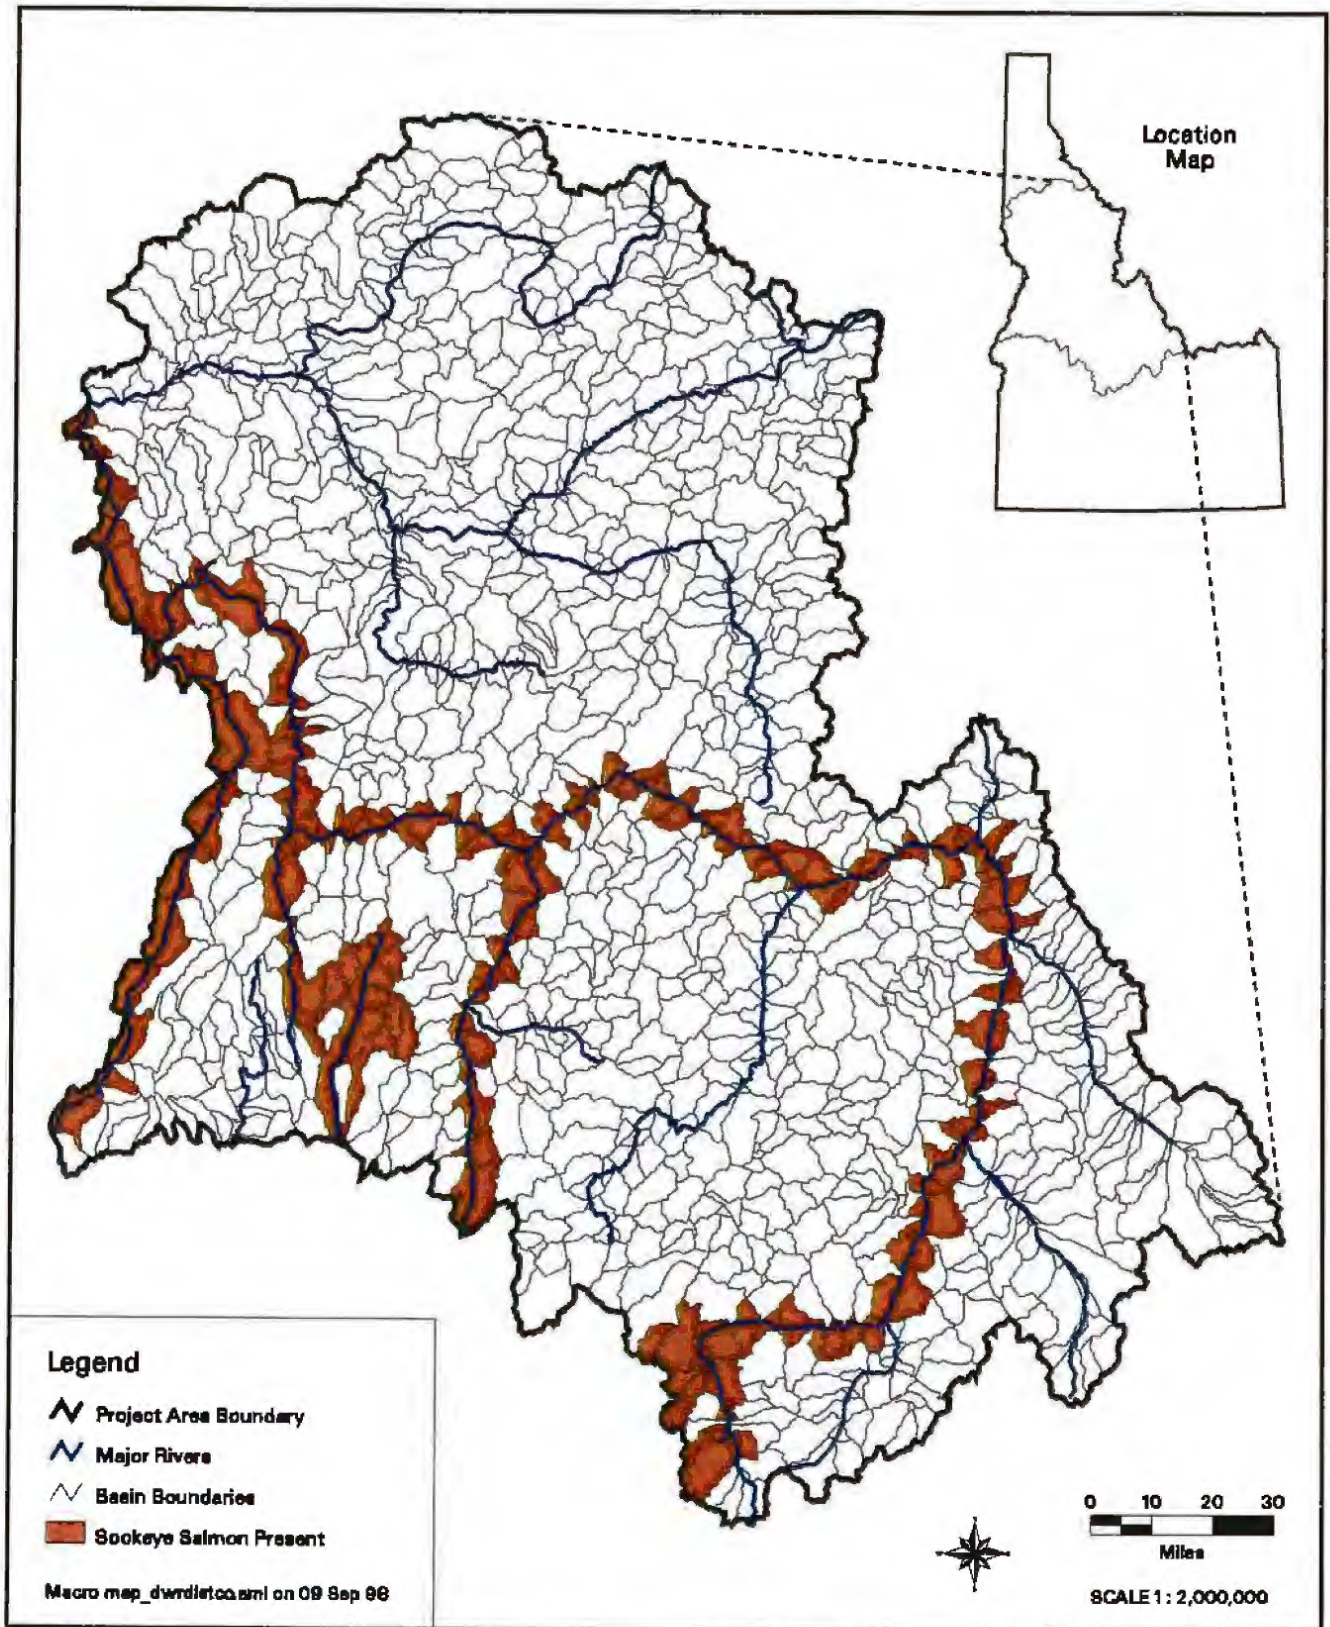 Location
Map
Legend
Project Area Boundary
Major Rivers
Basin Boundaries
Sockeye Salmon Present
Macro map_dwrdistco.aml on 09 Sep 98
0 10 20 30
Miles
SCALE 1 : 2,000,000